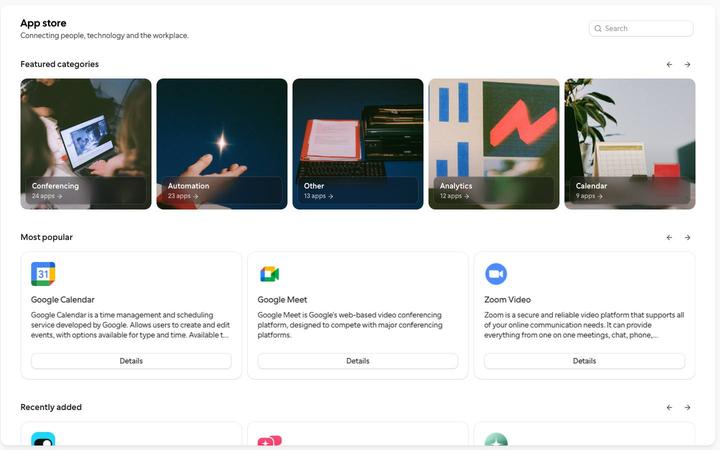 App store
Connecting people, technology and the workplace.
Search
Featured categories
Conferencing
24 apps →
Automation
23 apps →
Other
13 apps →
Analytics
12 apps →
Calendar
9 apps →
Most popular
31
Google Calendar
Google Calendar is a time management and scheduling
service developed by Google. Allows users to create and edit
events, with options available for type and time. Available t...
Details
Google Meet
Google Meet is Google's web-based video conferencing
platform, designed to compete with major conferencing
platforms.
Details
Zoom Video
Zoom is a secure and reliable video platform that supports all
of your online communication needs. It can provide
everything from one on one meetings, chat, phone,...
Details
Recently added